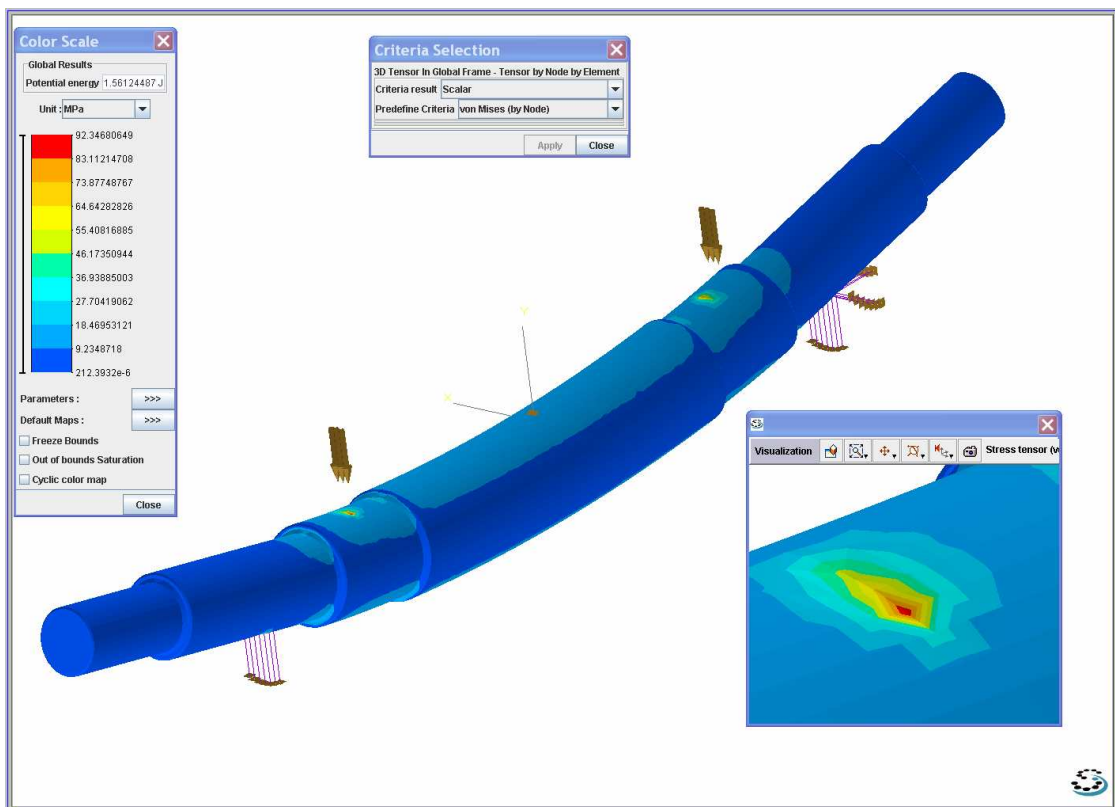 Color Scale
Global Results
Potential energy 1.56124487 J
Unit : MPa
92.34680649
83.11214708
73.87748767
64.64282826
55.40816885
46.17350944
36.93885003
27.70419062
18.46953121
9.2348718
212.3932e-6
Parameters : >>>
Default Maps : >>>
Freeze Bounds
Out of bounds Saturation
Cyclic color map
Close
Criteria Selection
3D Tensor In Global Frame - Tensor by Node by Element
Criteria result Scalar
Predefine Criteria von Mises (by Node)
Apply Close
Y
X
Visualization Stress tensor (v